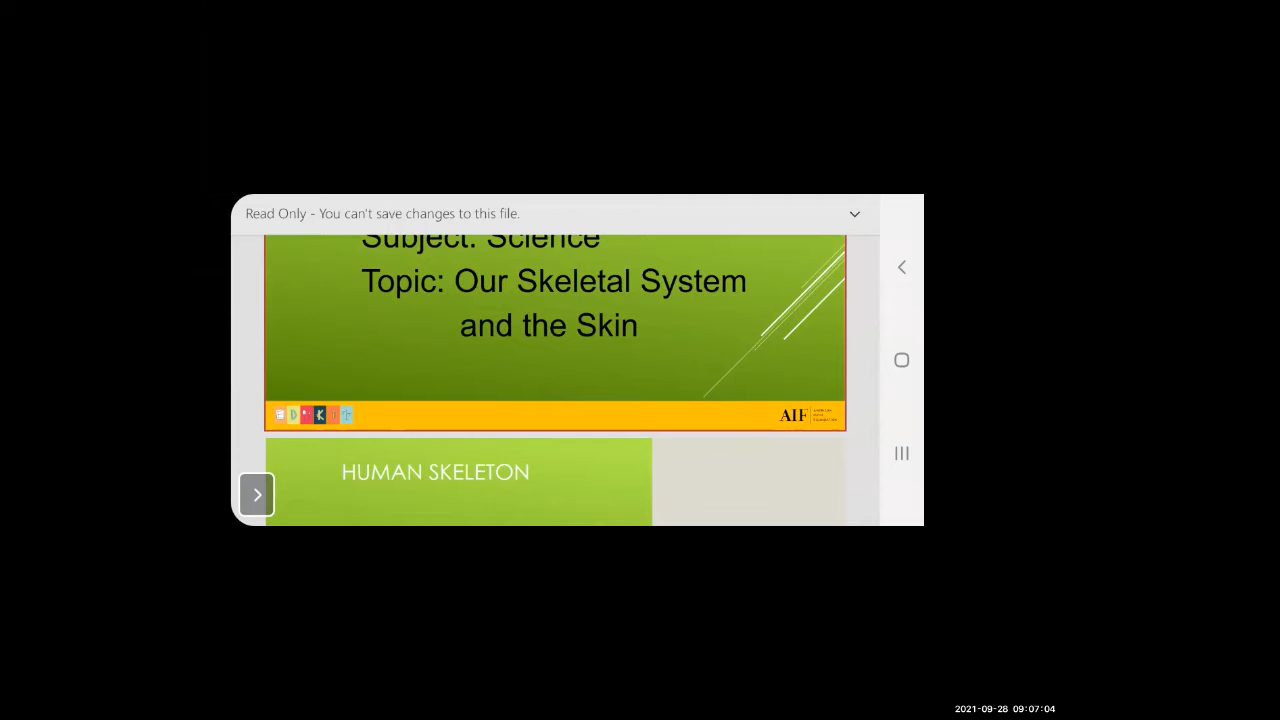 Read Only - You can't save changes to this file.
Subject: Science
Topic: Our Skeletal System
and the Skin
EDKIT
AIF
HUMAN SKELETON
2021-09-28 09:07:04